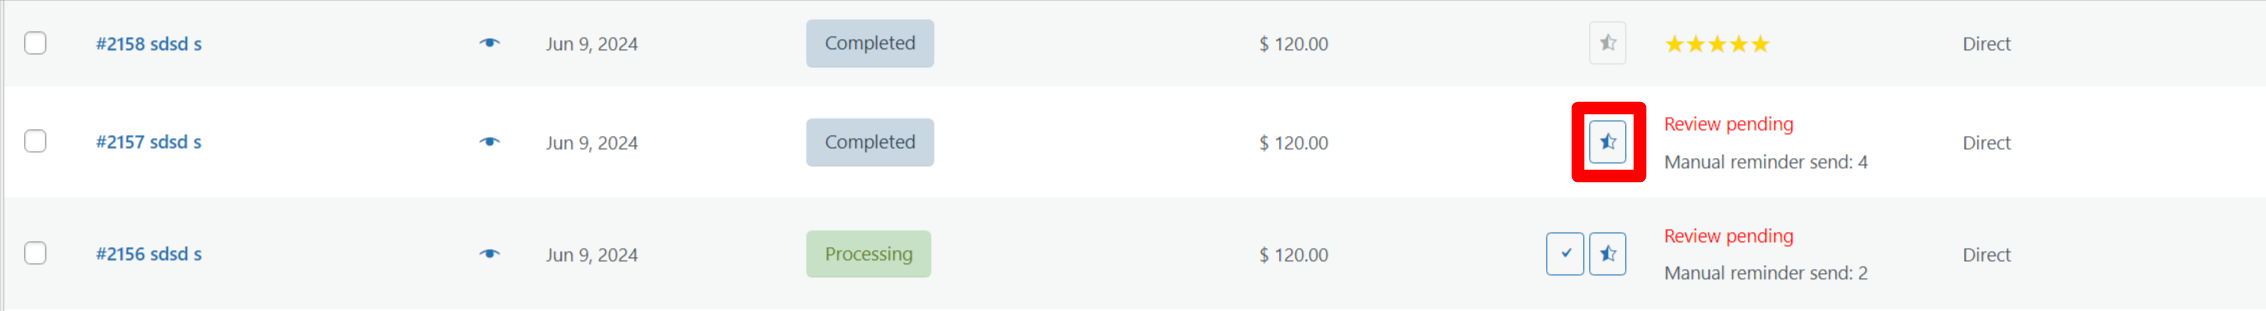 #2158 sdsd s Jun 9, 2024 Completed $ 120.00 Direct
#2157 sdsd s Jun 9, 2024 Completed $ 120.00 Review pending Direct
Manual reminder send: 4
#2156 sdsd s Jun 9, 2024 Processing $ 120.00 Review pending Direct
Manual reminder send: 2